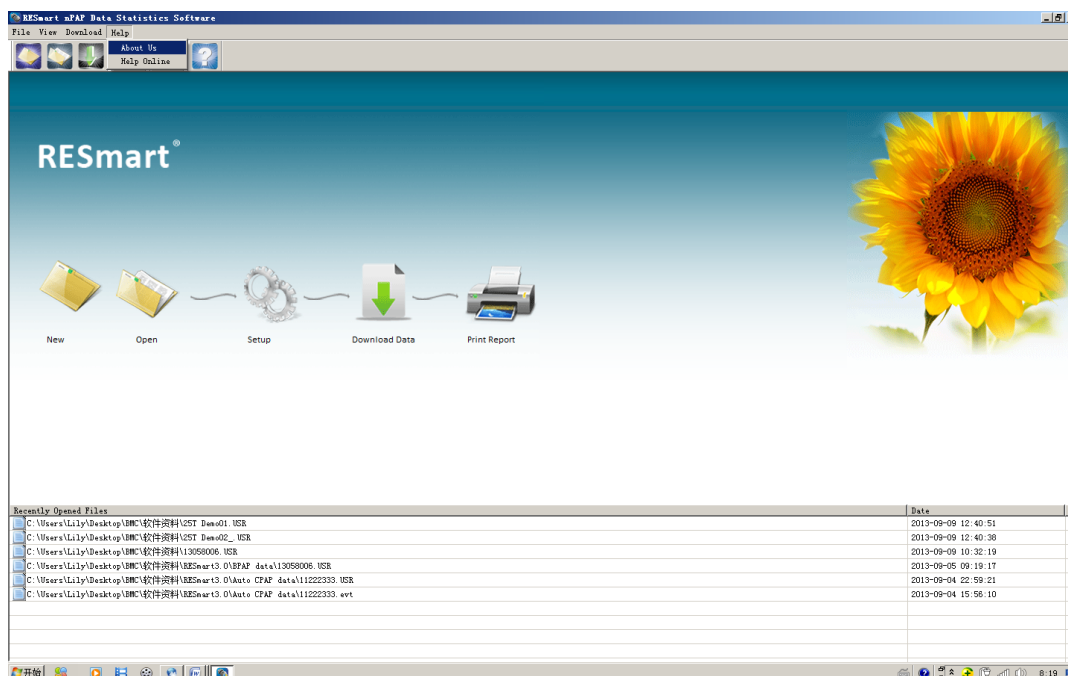 RESmart nPAP Data Statistics Software
File View Download Help
About Us
Help Online
RESmart®
New Open Setup Download Data Print Report
Recently Opened Files Date
C:\Users\Lily\Desktop\BMC\软件资料\25T Demo01.USR 2013-09-09 12:40:51
C:\Users\Lily\Desktop\BMC\软件资料\25T Demo02_.USR 2013-09-09 12:40:38
C:\Users\Lily\Desktop\BMC\软件资料\13058006.USR 2013-09-09 10:32:19
C:\Users\Lily\Desktop\BMC\软件资料\RESmart3.0\BPAP data\13058006.USR 2013-09-05 09:19:17
C:\Users\Lily\Desktop\BMC\软件资料\RESmart3.0\Auto CPAP data\11222333.USR 2013-09-04 22:59:21
C:\Users\Lily\Desktop\BMC\软件资料\RESmart3.0\Auto CPAP data\11222333.evt 2013-09-04 15:56:10
开始 8:19